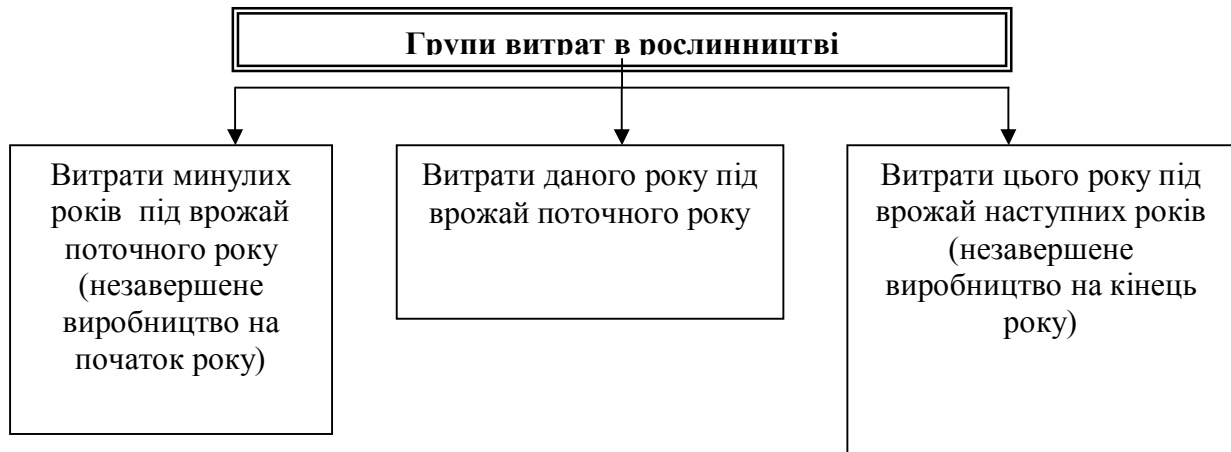 Групи витрат в рослинництві
Витрати минулих
років під врожай
поточного року
(незавершене
виробництво на
початок року)
Витрати даного року під
врожай поточного року
Витрати цього року під
врожай наступних років
(незавершене
виробництво на кінець
року)